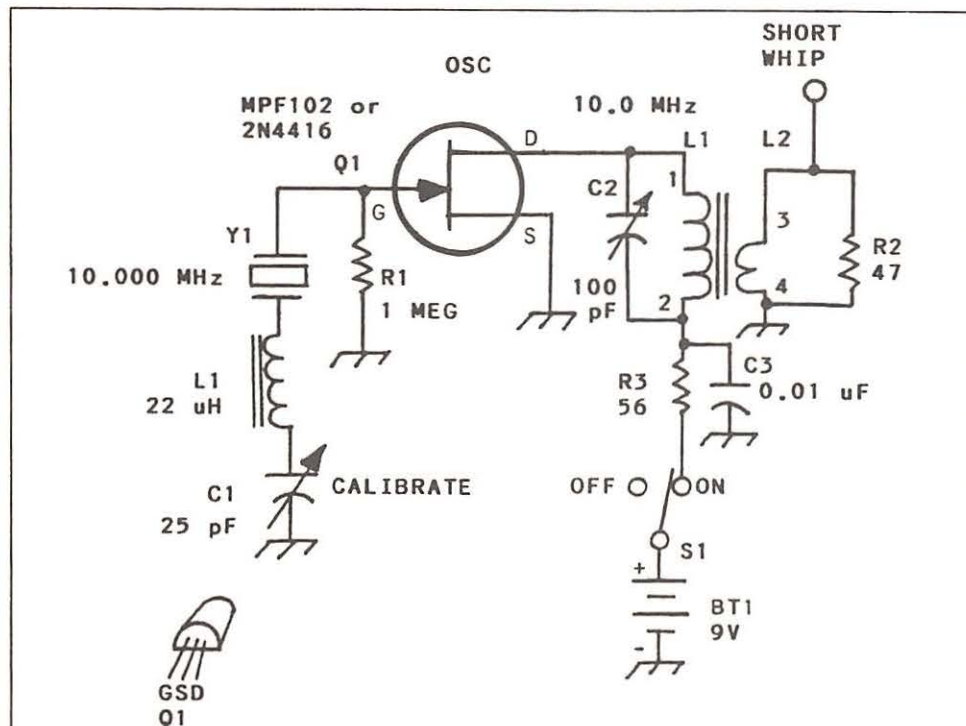 SHORT
WHIP
OSC
MPF102 or
2N4416
10.0 MHz
Q1
D
L1
L2
G
S
C2
1
3
Y1
10.000 MHz
R1
1 MEG
100
pF
2
4
R2
47
L1
22 uH
R3
56
C3
0.01 uF
C1
25 pF
CALIBRATE
OFF
ON
S1
+
BT1
9V
-
GSD
Q1